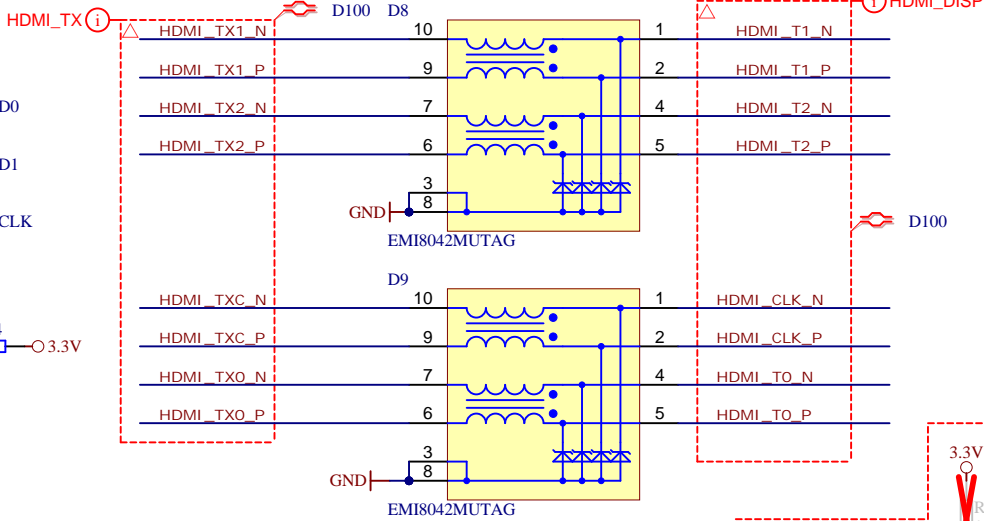 HDMI_TX i D100 D8 HDMI_DISP
HDMI_TX1_N 10 1 HDMI_T1_N
HDMI_TX1_P 9 2 HDMI_T1_P
D0 HDMI_TX2_N 7 4 HDMI_T2_N
D1 HDMI_TX2_P 6 5 HDMI_T2_P
3
GND 8
CLK D100
EMI8042MUTAG
D9
HDMI_TXC_N 10 1 HDMI_CLK_N
3.3V HDMI_TXC_P 9 2 HDMI_CLK_P
HDMI_TX0_N 7 4 HDMI_T0_N
HDMI_TX0_P 6 5 HDMI_T0_P
3 3.3V
GND 8
EMI8042MUTAG R